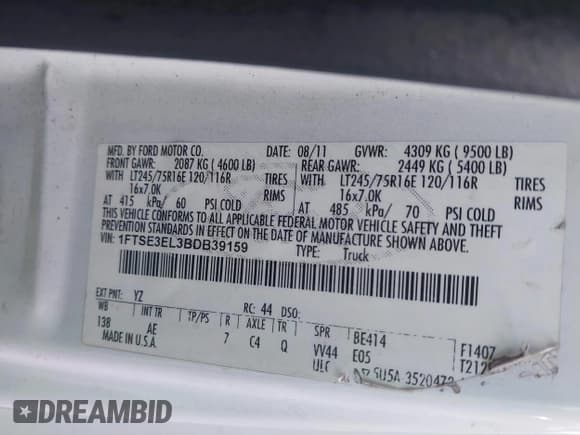 MFD. BY FORD MOTOR CO. DATE: 08/11 GVWR: 4309 KG ( 9500 LB)
FRONT GAWR: 2087 KG ( 4600 LB) REAR GAWR: 2449 KG ( 5400 LB)
LT245/75R16E 120/116R TIRES WITH LT245/75R16E 120/116R TIRES
16x7.0K RIMS 16x7.0K RIMS
AT 415 kPa/ 60 PSI COLD AT 485 kPa/ 70 PSI COLD
THIS VEHICLE CONFORMS TO ALL APPLICABLE FEDERAL MOTOR VEHICLE SAFETY AND THEFT
PREVENTION STANDARDS IN EFFECT ON THE DATE OF MANUFACTURE SHOWN ABOVE.
VIN: 1FTSE3EL3BDB39159 TYPE: Truck
EXT PNT: YZ RC: 44 DSO:
WB INT TR TP/PS R AXLE TR SPR BE414 F1407
138 AE 7 C4 Q VV44 E05
MADE IN U.S.A. 5U5A
DREAMBID